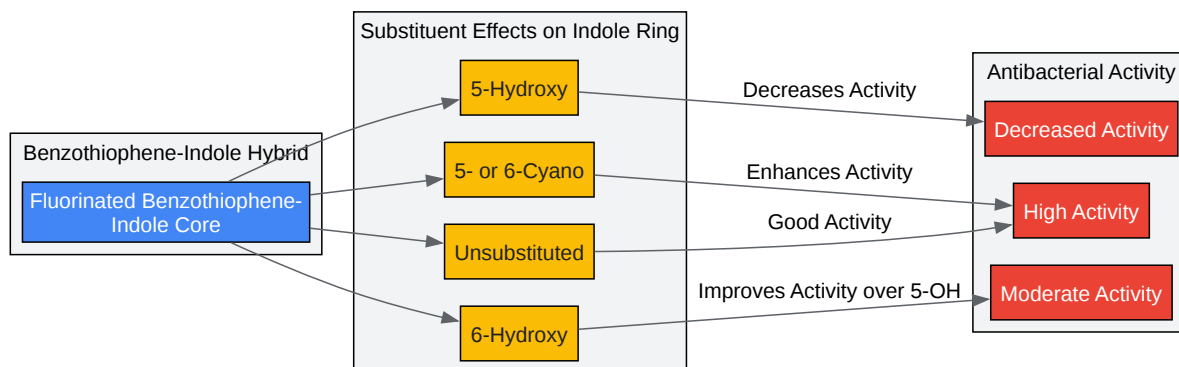 Substituent Effects on Indole Ring
5-Hydroxy
Decreases Activity
Antibacterial Activity
Decreased Activity
Benzothiophene-Indole Hybrid
Fluorinated Benzothiophene-
Indole Core
5- or 6-Cyano
Enhances Activity
High Activity
Unsubstituted
Good Activity
6-Hydroxy
Improves Activity over 5-OH
Moderate Activity